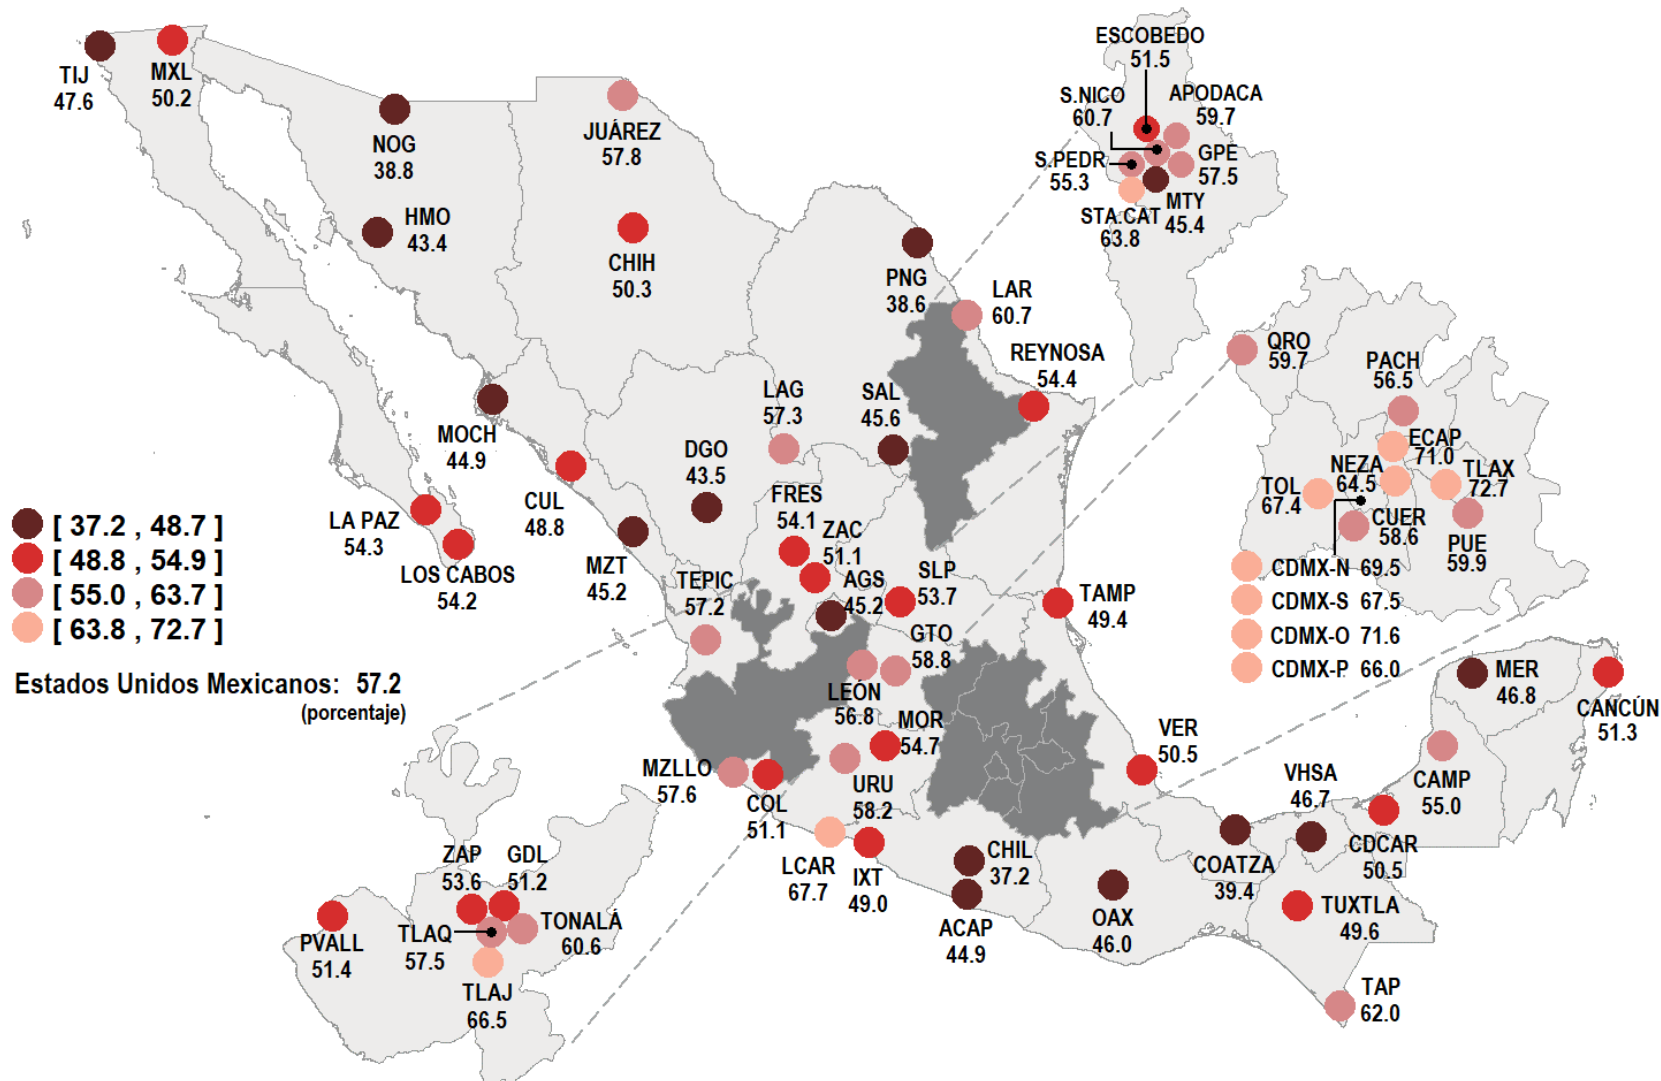 TIJ
47.6
MXL
50.2
NOG
38.8
HMO
43.4
JUÁREZ
57.8
CHIH
50.3
PNG
38.6
LAR
60.7
REYNOSA
54.4
ESCOBEDO
51.5
S.NICO
60.7
APODACA
59.7
S.PEDR
55.3
GPE
57.5
STA.CAT
63.8
MTY
45.4
MOCH
44.9
CUL
48.8
LA PAZ
54.3
LOS CABOS
54.2
MZT
45.2
DGO
43.5
LAG
57.3
SAL
45.6
FRES
54.1
ZAC
51.1
AGS
45.2
SLP
53.7
TEPIC
57.2
GTO
58.8
LEÓN
56.8
TAMP
49.4
MOR
54.7
URU
58.2
MZLLO
57.6
COL
51.1
LCAR
67.7
IXT
49.0
CHIL
37.2
ACAP
44.9
OAX
46.0
VER
50.5
COATZA
39.4
VHSA
46.7
CDCAR
50.5
CAMP
55.0
MER
46.8
CANCÚN
51.3
TUXTLA
49.6
TAP
62.0
QRO
59.7
PACH
56.5
ECAP
71.0
NEZA
64.5
TLAX
72.7
TOL
67.4
CUER
58.6
PUE
59.9
CDMX-N 69.5
CDMX-S 67.5
CDMX-O 71.6
CDMX-P 66.0
[ 37.2 , 48.7 ]
[ 48.8 , 54.9 ]
[ 55.0 , 63.7 ]
[ 63.8 , 72.7 ]
Estados Unidos Mexicanos: 57.2
(porcentaje)
ZAP
53.6
GDL
51.2
PVALL
51.4
TLAQ
57.5
TONALÁ
60.6
TLAJ
66.5